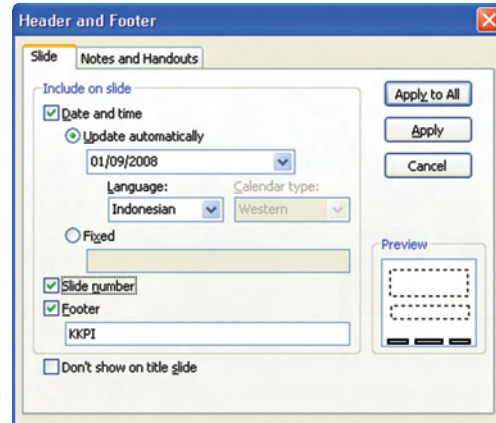 Header and Footer
Slide
Notes and Handouts
Include on slide
Date and time
Update automatically
01/09/2008
Language:
Calendar type:
Indonesian
Western
Fixed
Slide number
Footer
KKPI
Don't show on title slide
Apply to All
Apply
Cancel
Preview